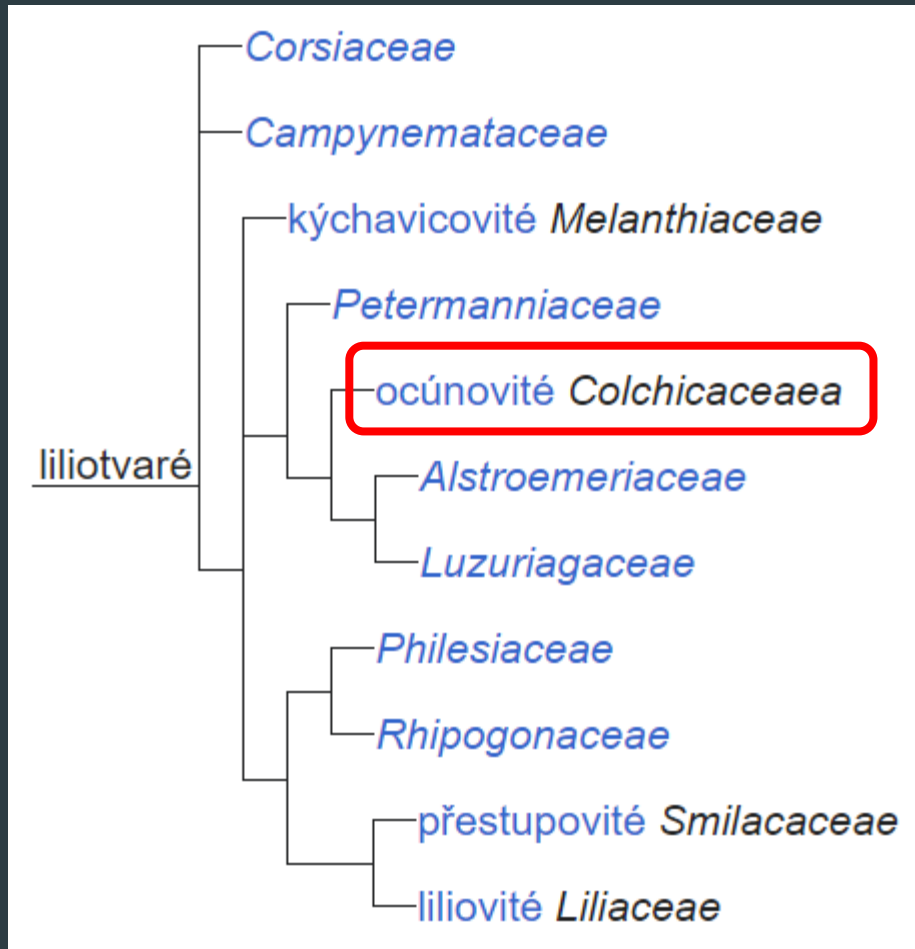 Corsiaceae
Campynemataceae
kýchavicovité Melanthiaceae
Petermanniaceae
ocúnovité Colchicaceaea
Alstroemeriaceae
liliotvaré
Luzuriagaceae
Philesiaceae
Rhipogonaceae
přestupovité Smilacaceae
liliovité Liliaceae